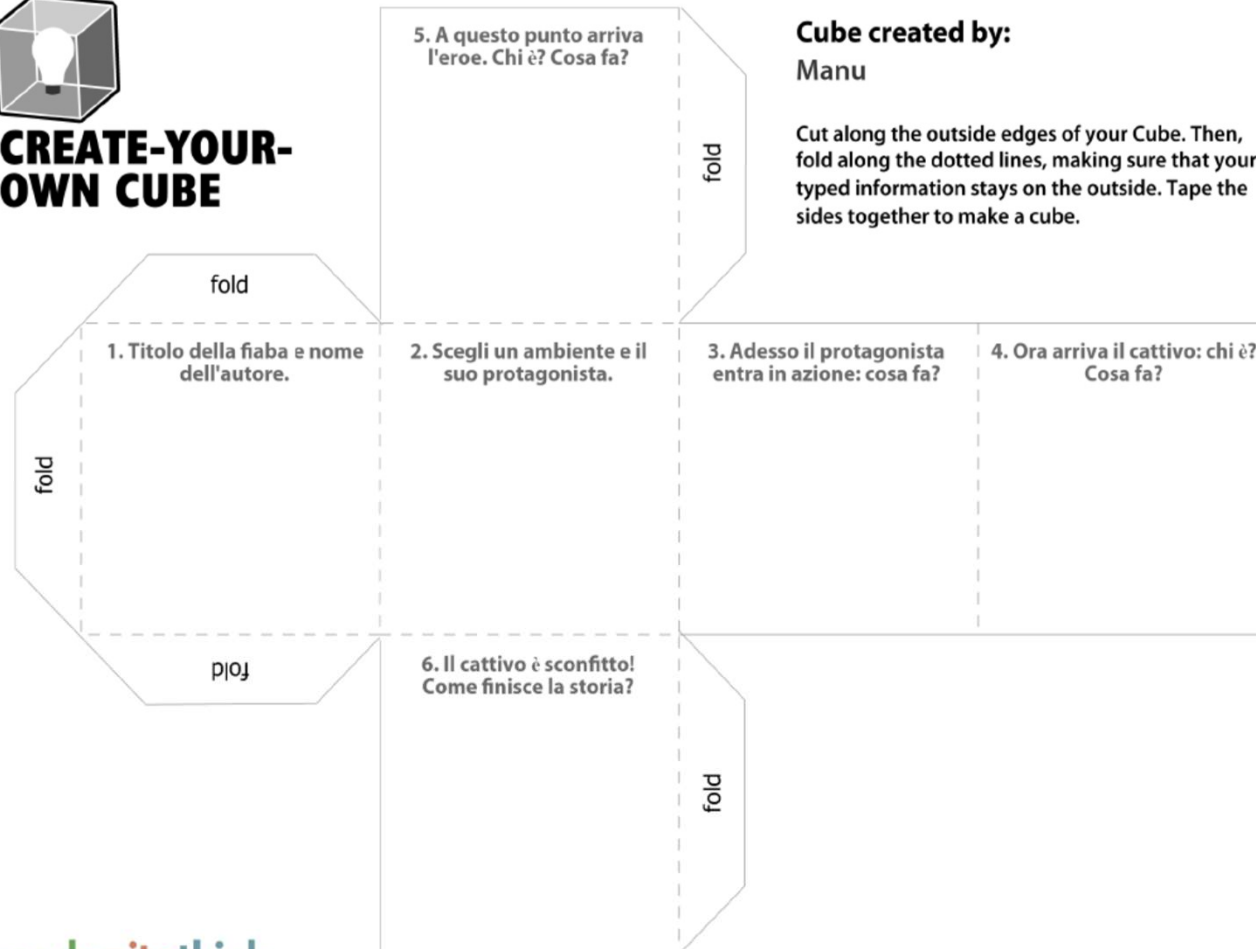 CREATE-YOUR-
OWN CUBE
5. A questo punto arriva
l'eroe. Chi è? Cosa fa?
fold
Cube created by:
Manu
Cut along the outside edges of your Cube. Then,
fold along the dotted lines, making sure that your
typed information stays on the outside. Tape the
sides together to make a cube.
fold
fold
1. Titolo della fiaba e nome
dell'autore.
2. Scegli un ambiente e il
suo protagonista.
3. Adesso il protagonista
entra in azione: cosa fa?
4. Ora arriva il cattivo: chi è?
Cosa fa?
fold
6. Il cattivo è sconfitto!
Come finisce la storia?
fold